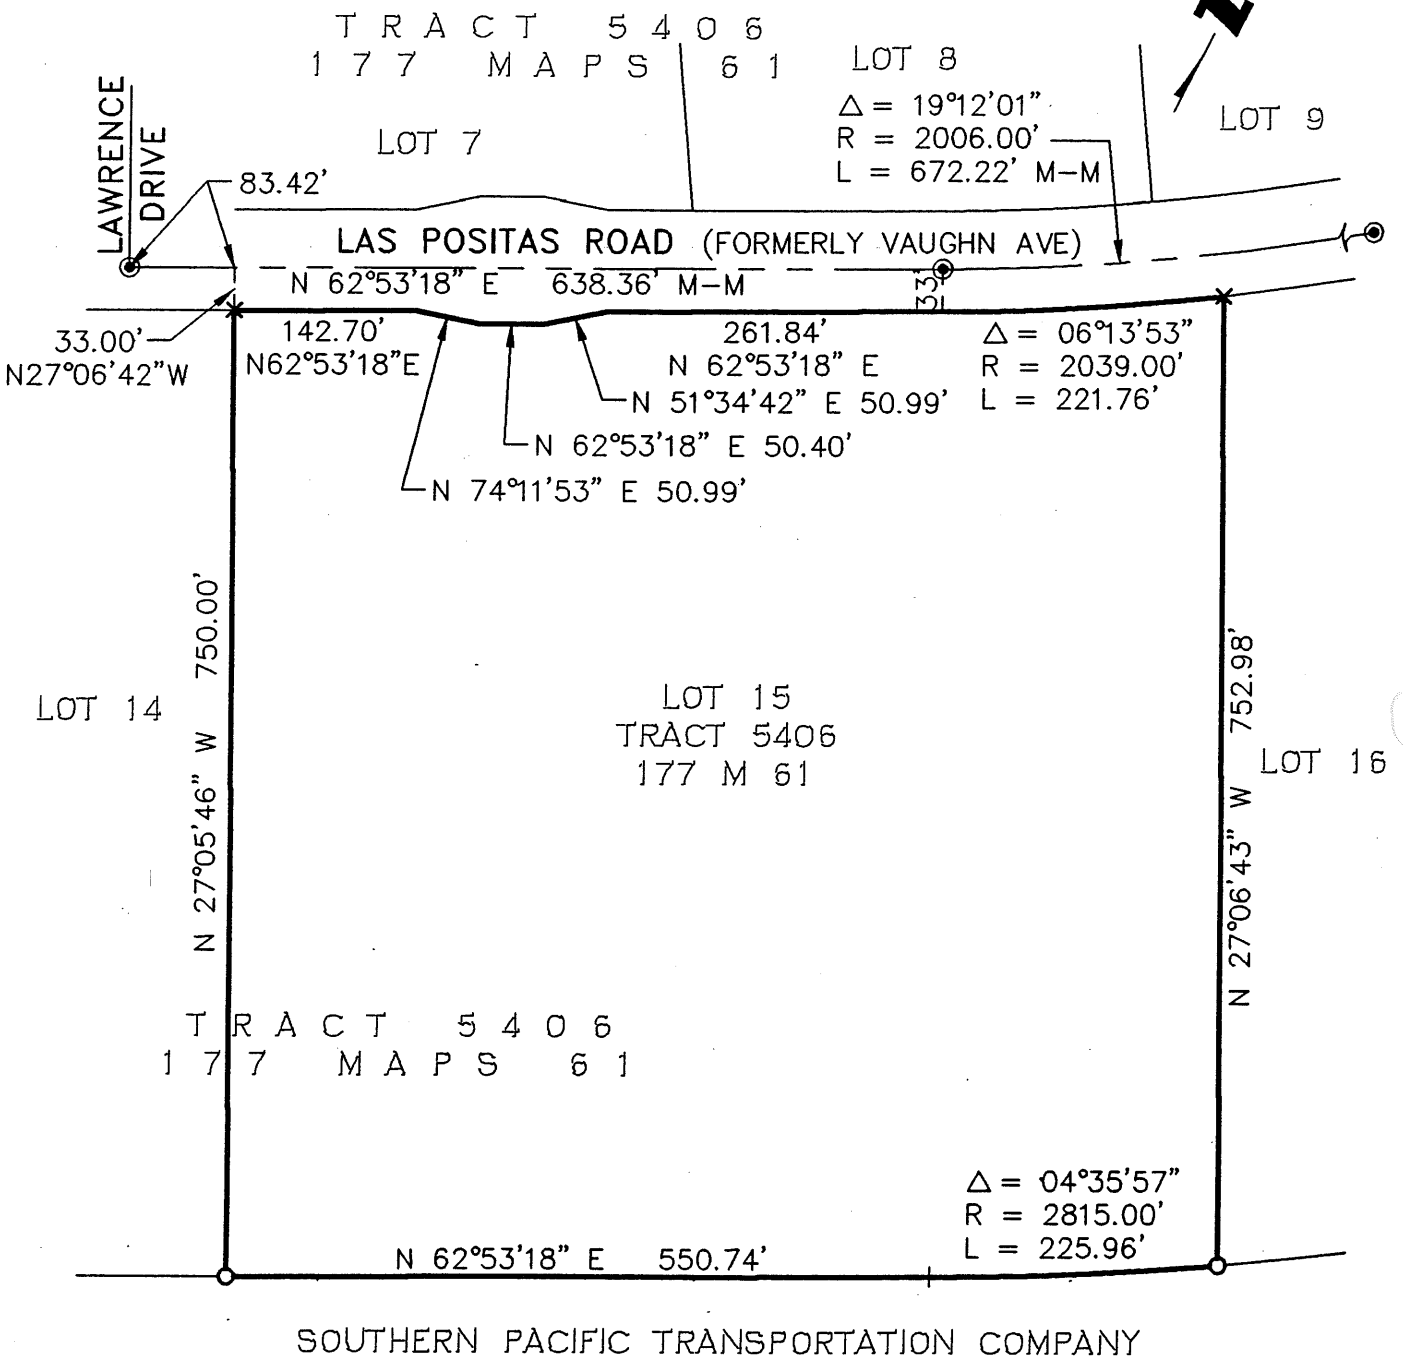 TRACT 5406
177 MAPS 61
LOT 8
LAWRENCE
DRIVE
LOT 7
Δ = 19°12'01"
R = 2006.00'
L = 672.22' M-M
LOT 9
83.42'
LAS POSITAS ROAD (FORMERLY VAUGHN AVE)
N 62°53'18" E 638.36' M-M
33'
33.00'
N27°06'42"W
142.70'
N62°53'18"E
261.84'
N 62°53'18" E
Δ = 06°13'53"
R = 2039.00'
L = 221.76'
N 51°34'42" E 50.99'
N 62°53'18" E 50.40'
N 74°11'53" E 50.99'
N 27°05'46" W 750.00'
LOT 14
LOT 15
TRACT 5406
177 M 61
N 27°06'43" W 752.98'
LOT 16
TRACT 5406
177 MAPS 61
Δ = 04°35'57"
R = 2815.00'
L = 225.96'
N 62°53'18" E 550.74'
SOUTHERN PACIFIC TRANSPORTATION COMPANY